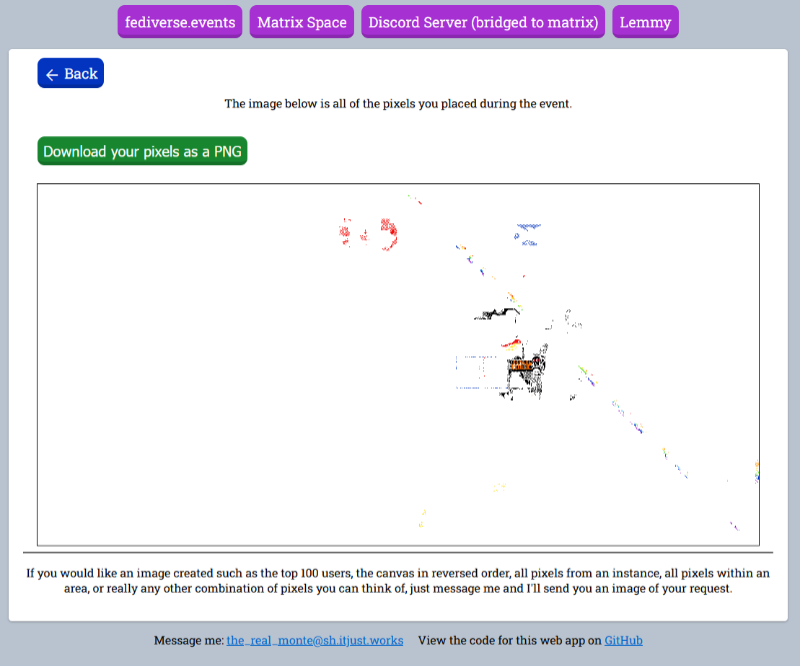 fediverse.events Matrix Space Discord Server (bridged to matrix) Lemmy
← Back
The image below is all of the pixels you placed during the event.
Download your pixels as a PNG
If you would like an image created such as the top 100 users, the canvas in reversed order, all pixels from an instance, all pixels within an
area, or really any other combination of pixels you can think of, just message me and I'll send you an image of your request.
Message me: the_real_monte@sh.itjust.works View the code for this web app on GitHub